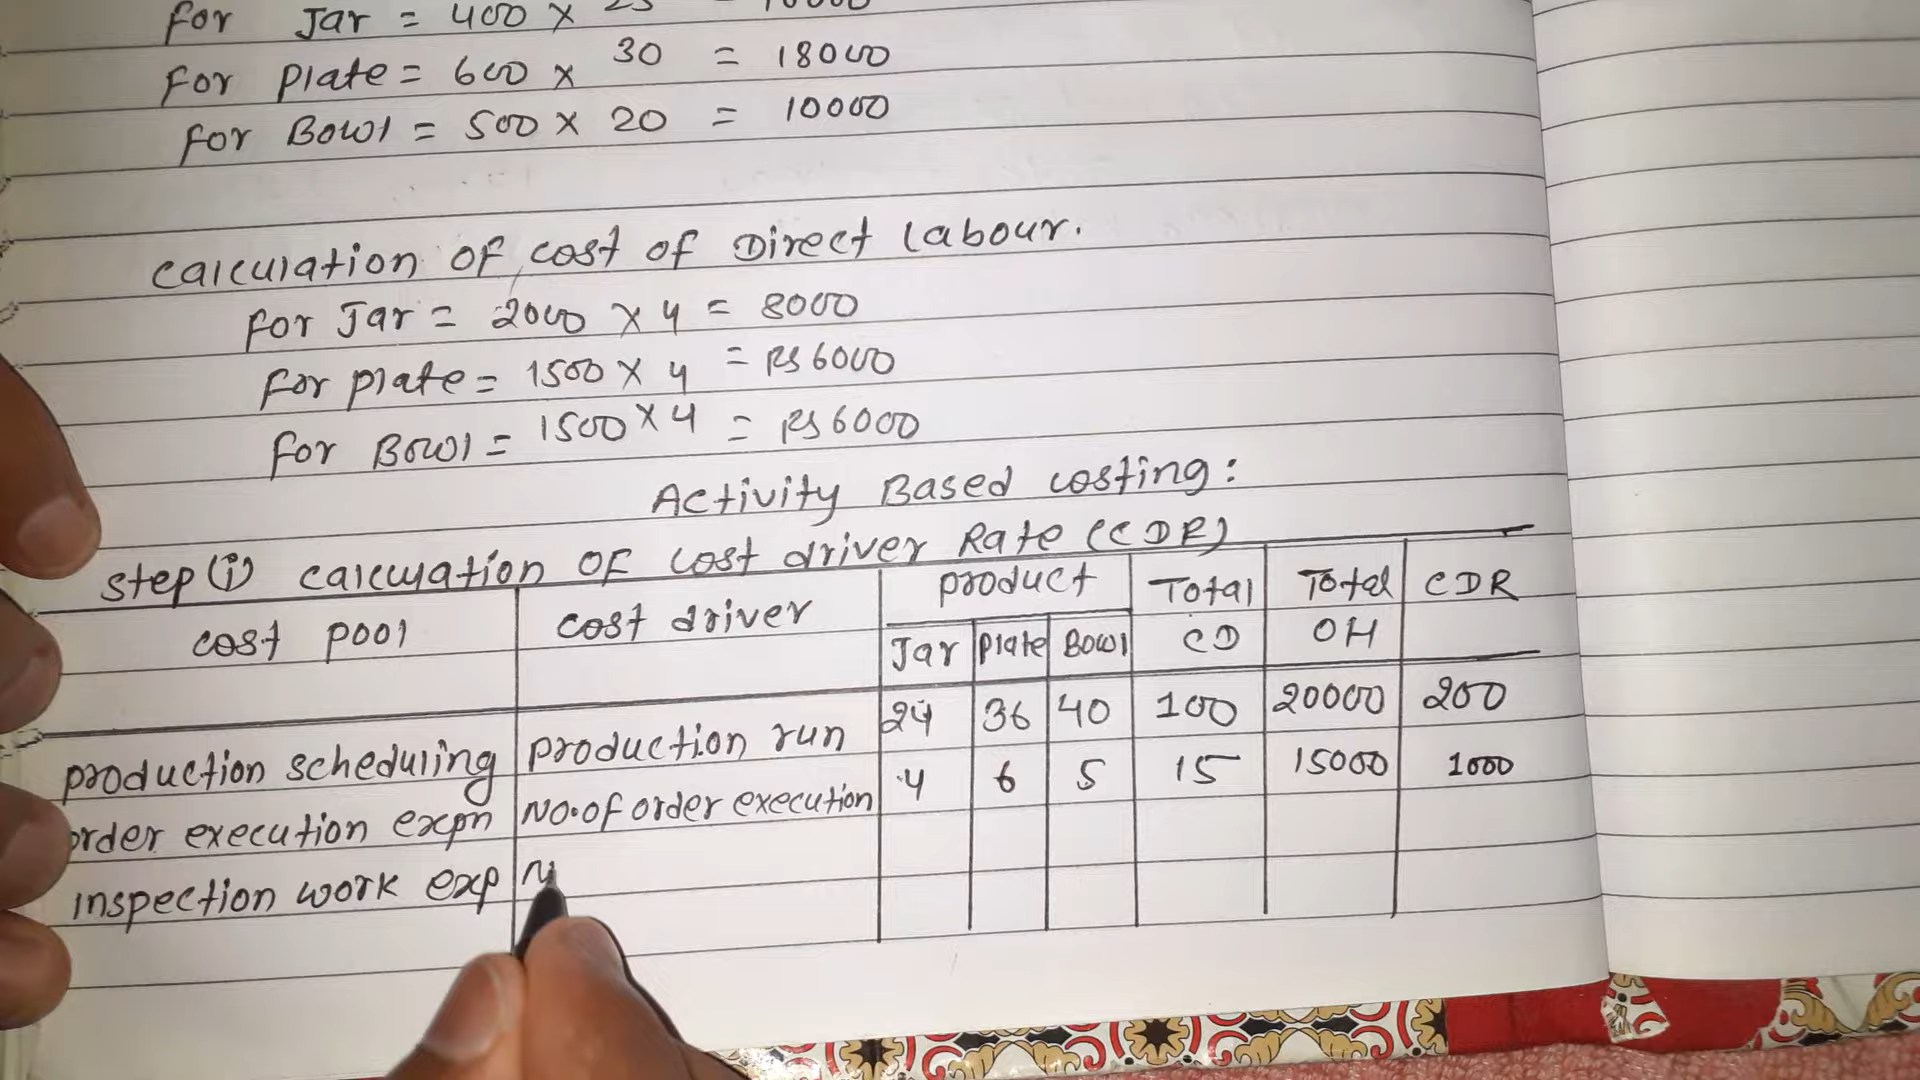 For Jar = 400 × 25 = 10000
For plate = 600 × 30 = 18000
For Bowl = 500 × 20 = 10000
calculation of cost of Direct labour.
For Jar = 2000 × 4 = 8000
For plate = 1500 × 4 = Rs 6000
For Bowl = 1500 × 4 = Rs 6000
Activity Based costing:
step (i) calculation of cost driver Rate (CDR)
cost pool cost driver product Total CD Total OH CDR
Jar plate Bowl
production scheduling production run 24 36 40 100 20000 200
order execution expn No. of order execution 4 6 5 15 15000 1000
inspection work exp N